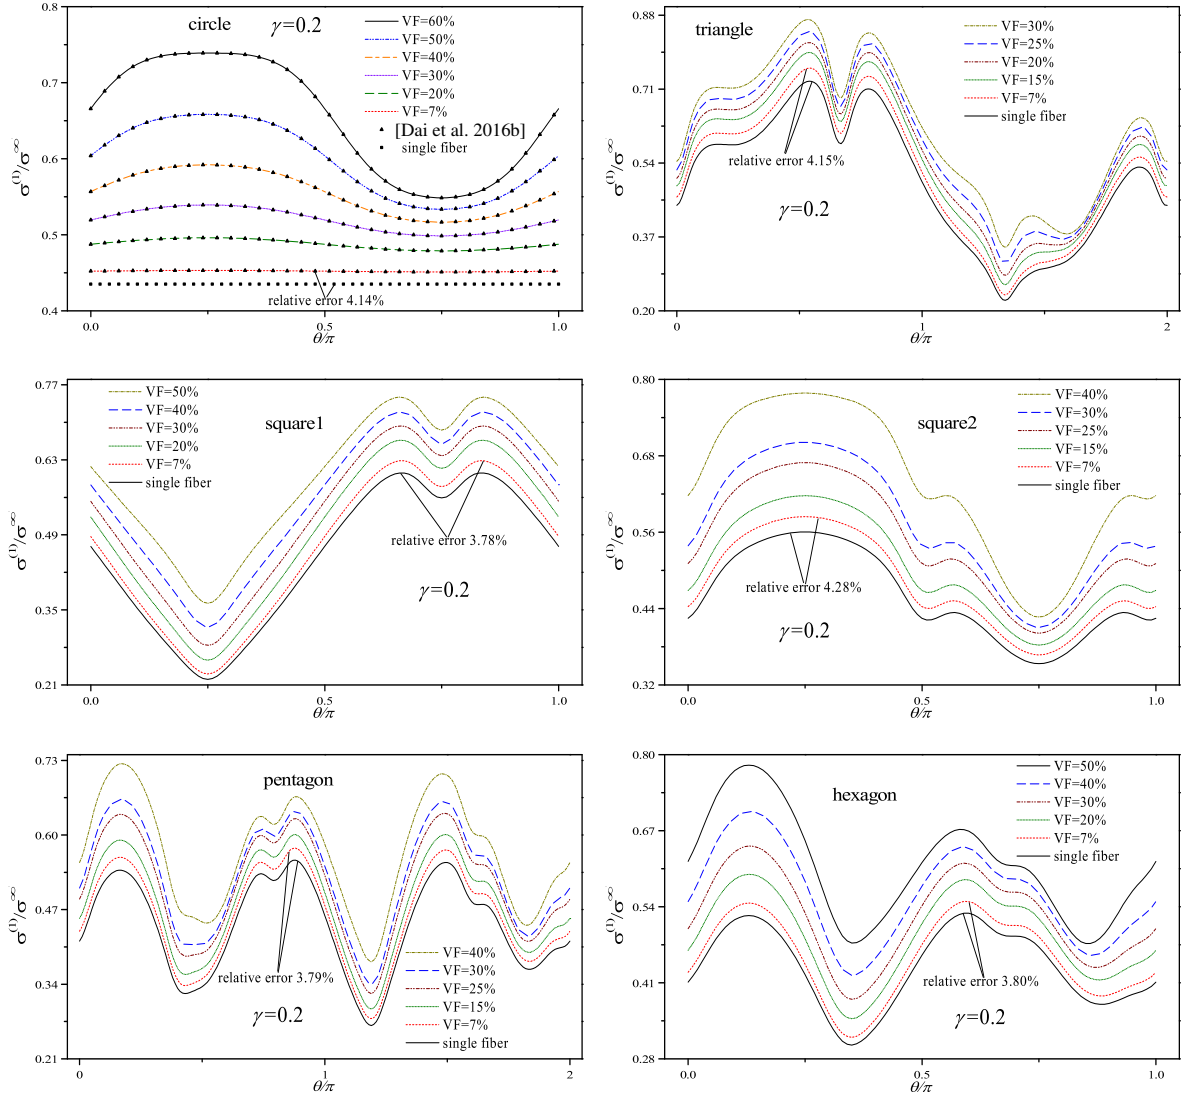 circle
γ=0.2
VF=60%
VF=50%
VF=40%
VF=30%
VF=20%
VF=7%
[Dai et al. 2016b]
single fiber
relative error 4.14%
0.8
0.7
0.6
0.5
0.4
σ⁽¹⁾/σ∞
0.0
0.5
1.0
θ/π
triangle
VF=30%
VF=25%
VF=20%
VF=15%
VF=7%
single fiber
relative error 4.15%
γ=0.2
0.88
0.71
0.54
0.37
0.20
σ⁽¹⁾/σ∞
0
1
2
θ/π
VF=50%
VF=40%
VF=30%
VF=20%
VF=7%
single fiber
square1
relative error 3.78%
γ=0.2
0.77
0.63
0.49
0.35
0.21
σ⁽¹⁾/σ∞
0.0
0.5
1.0
θ/π
square2
VF=40%
VF=30%
VF=25%
VF=15%
VF=7%
single fiber
relative error 4.28%
γ=0.2
0.80
0.68
0.56
0.44
0.32
σ⁽¹⁾/σ∞
0.0
0.5
1.0
θ/π
pentagon
relative error 3.79%
γ=0.2
VF=40%
VF=30%
VF=25%
VF=15%
VF=7%
single fiber
0.73
0.60
0.47
0.34
0.21
σ⁽¹⁾/σ∞
0
1
2
θ/π
hexagon
VF=50%
VF=40%
VF=30%
VF=20%
VF=7%
single fiber
relative error 3.80%
γ=0.2
0.80
0.67
0.54
0.41
0.28
σ⁽¹⁾/σ∞
0.0
0.5
1.0
θ/π